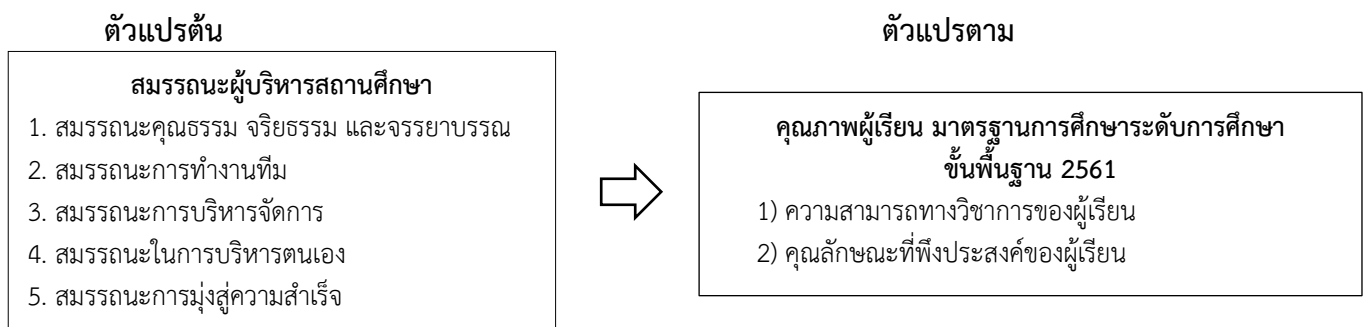 ตัวแปรต้น
สมรรถนะผู้บริหารสถานศึกษา
1. สมรรถนะคุณธรรม จริยธรรม และจรรยาบรรณ
2. สมรรถนะการทำงานทีม
3. สมรรถนะการบริหารจัดการ
4. สมรรถนะในการบริหารตนเอง
5. สมรรถนะการมุ่งสู่ความสำเร็จ
ตัวแปรตาม
คุณภาพผู้เรียน มาตรฐานการศึกษาระดับการศึกษา
ขั้นพื้นฐาน 2561
1) ความสามารถทางวิชาการของผู้เรียน
2) คุณลักษณะที่พึงประสงค์ของผู้เรียน